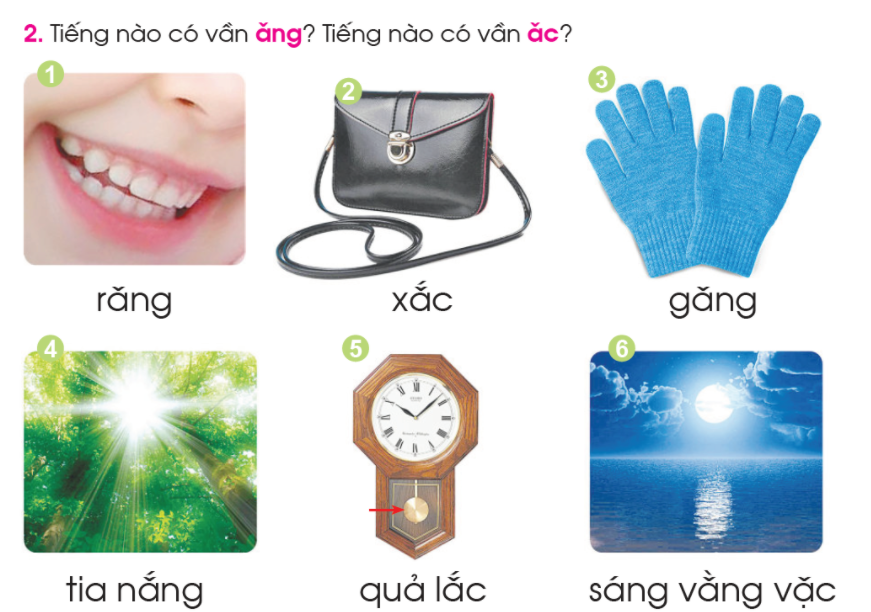 2. Tiếng nào có vần ăng? Tiếng nào có vần ăc?
1 2 3
răng xắc găng
4 5 6
tia nắng quả lắc sáng vằng vặc